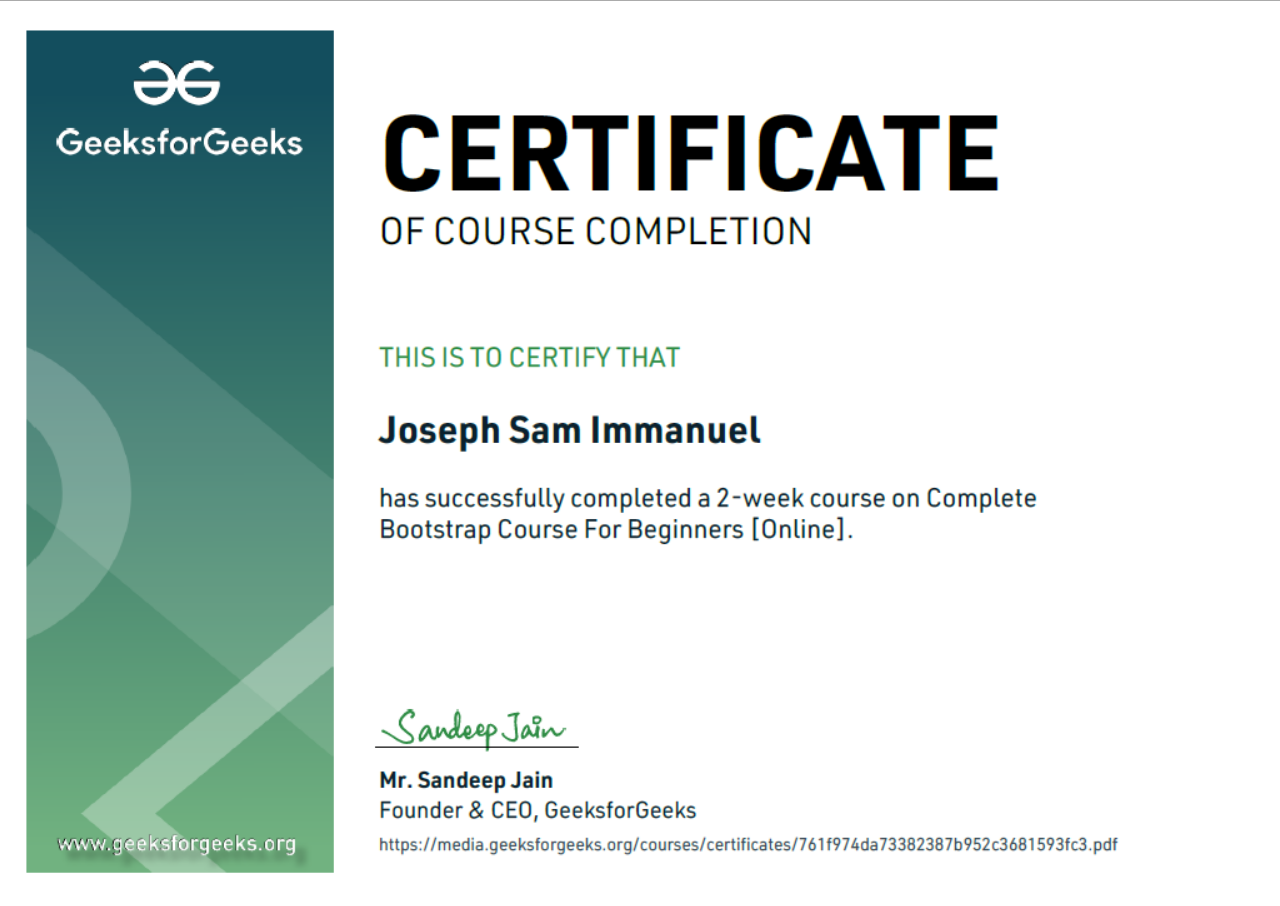 GeeksforGeeks
CERTIFICATE
OF COURSE COMPLETION
THIS IS TO CERTIFY THAT
Joseph Sam Immanuel
has successfully completed a 2-week course on Complete
Bootstrap Course For Beginners [Online].
Sandeep Jain
Mr. Sandeep Jain
Founder & CEO, GeeksforGeeks
www.geeksforgeeks.org
https://media.geeksforgeeks.org/courses/certificates/761f974da73382387b952c3681593fc3.pdf